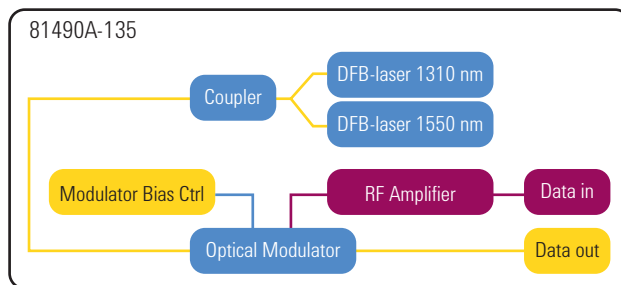 81490A-135
DFB-laser 1310 nm
Coupler
DFB-laser 1550 nm
Modulator Bias Ctrl
RF Amplifier
Data in
Optical Modulator
Data out